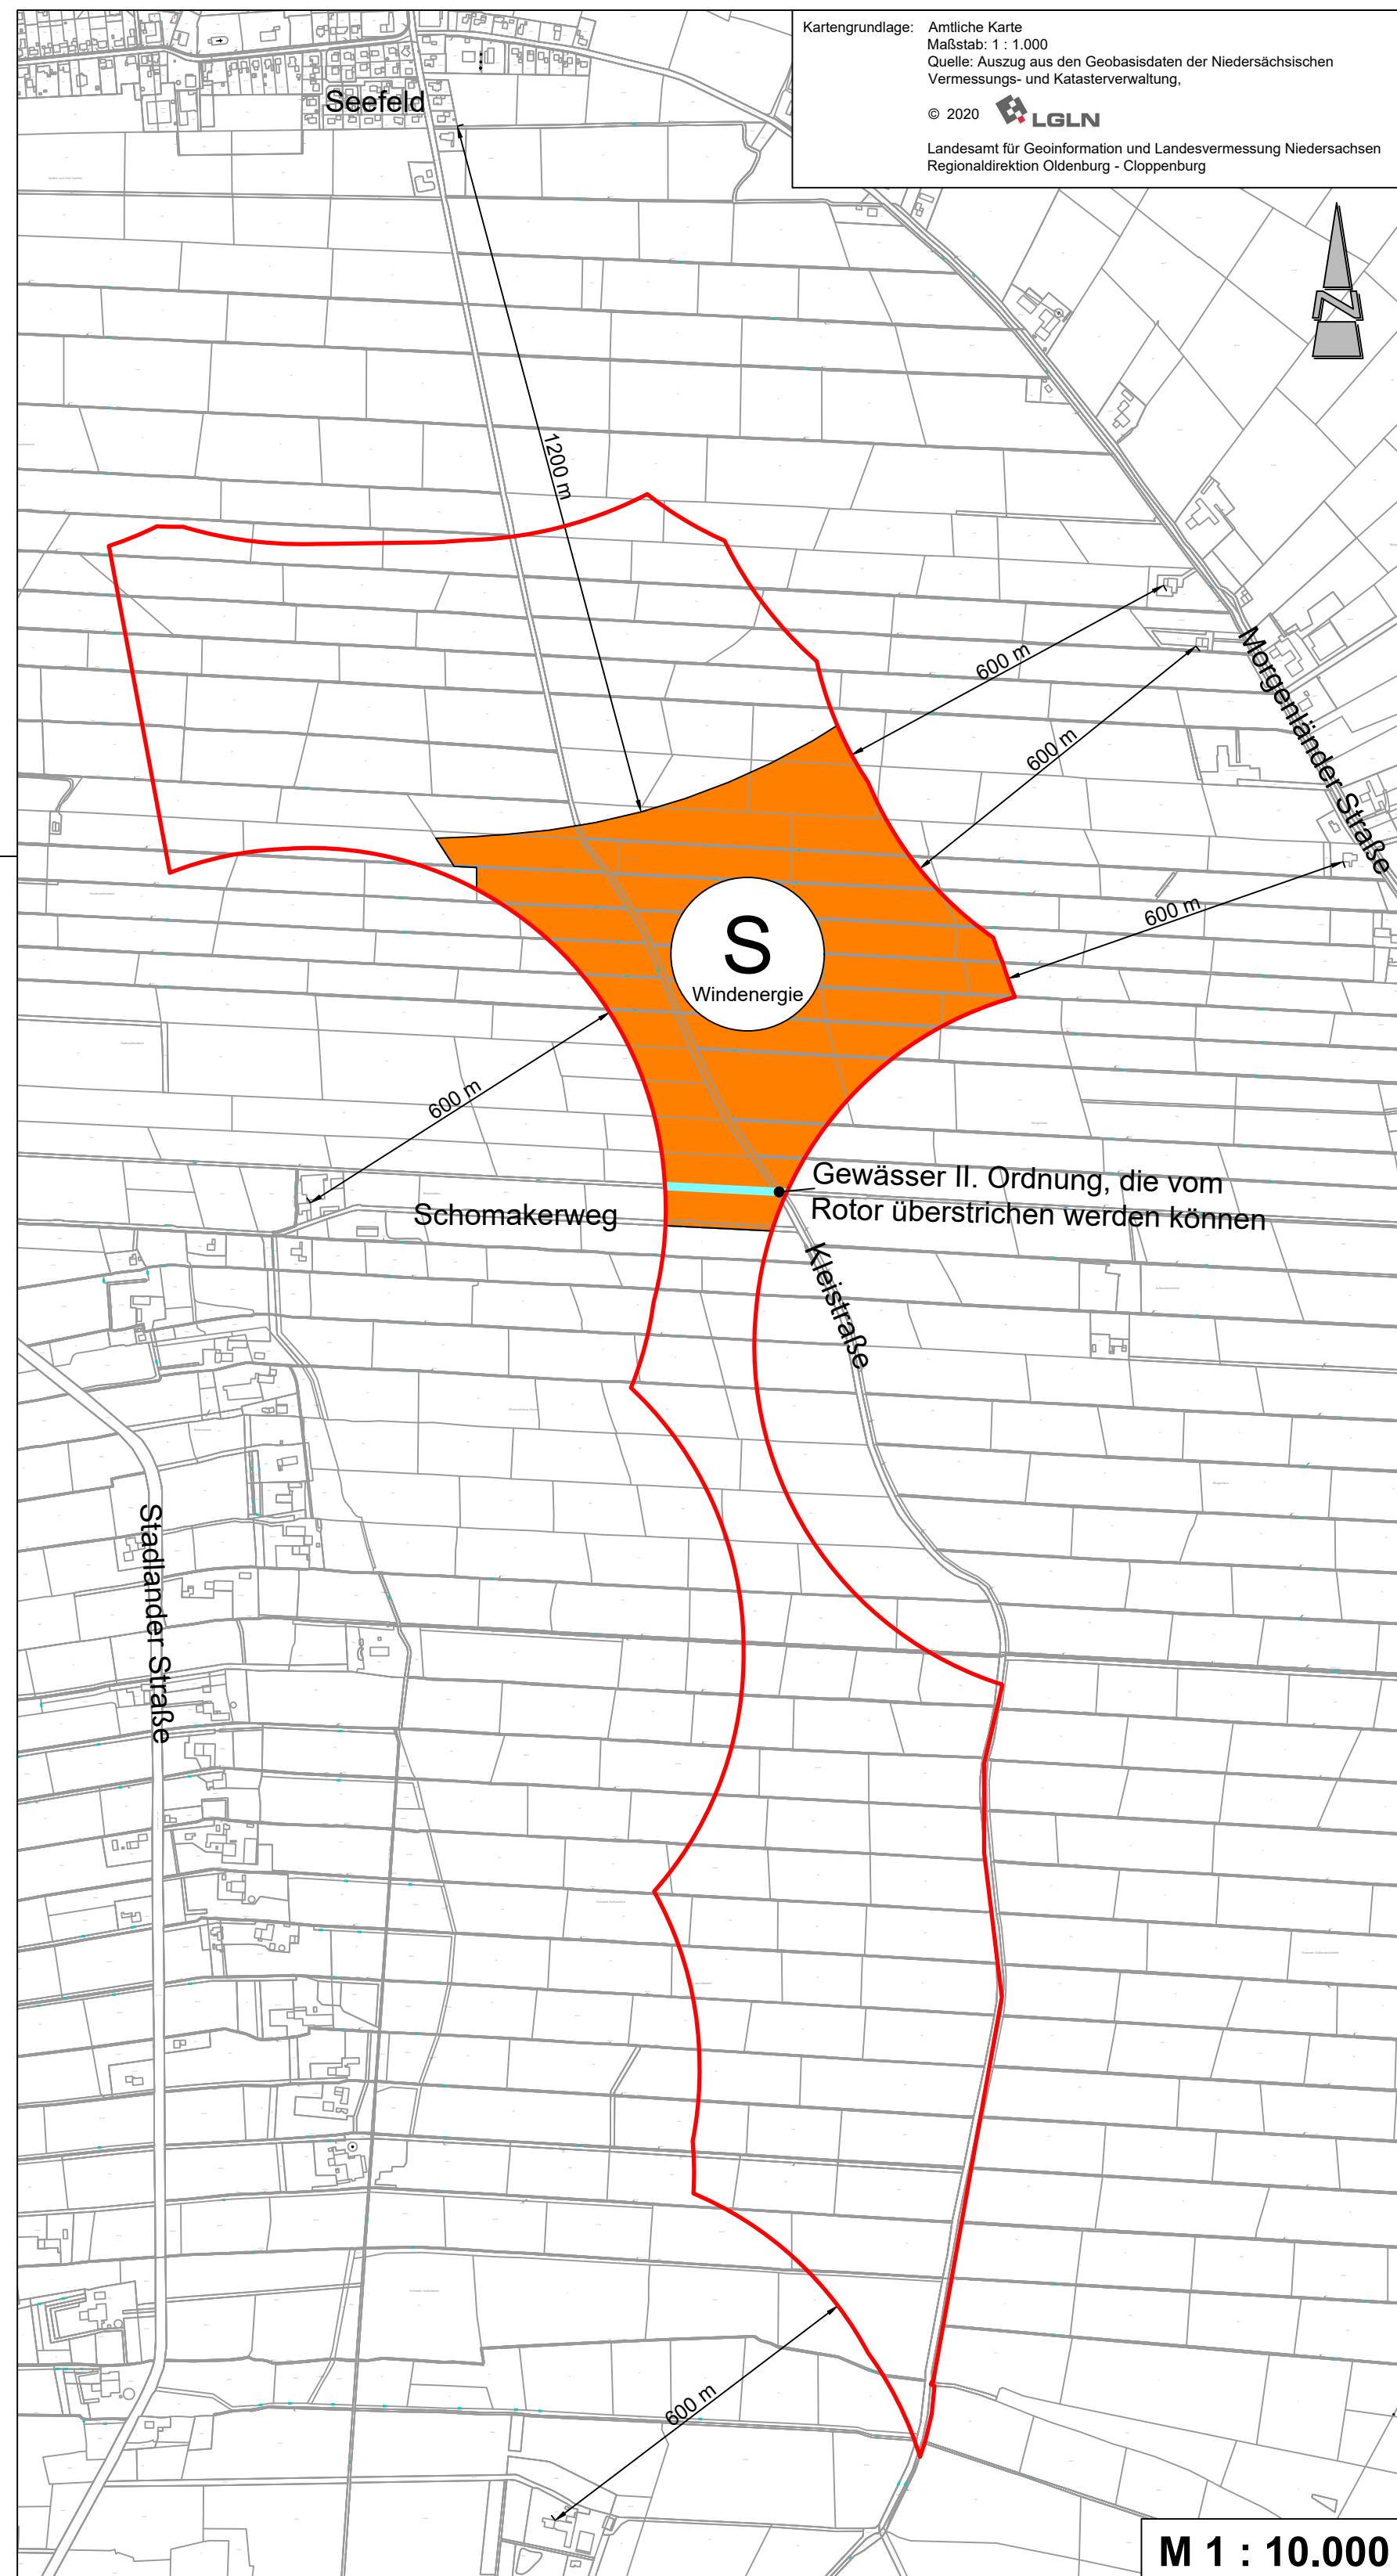 Kartengrundlage: Amtliche Karte
Maßstab: 1 : 1.000
Quelle: Auszug aus den Geobasisdaten der Niedersächsischen
Vermessungs- und Katasterverwaltung,
© 2020 LGLN
Landesamt für Geoinformation und Landesvermessung Niedersachsen
Regionaldirektion Oldenburg - Cloppenburg
Seefeld
N
1200 m
600 m
Morgenländer Straße
600 m
600 m
S
Windenergie
600 m
Gewässer II. Ordnung, die vom
Rotor überstrichen werden können
Schomakerweg
Kleistraße
Stadlander Straße
600 m
M 1 : 10.000